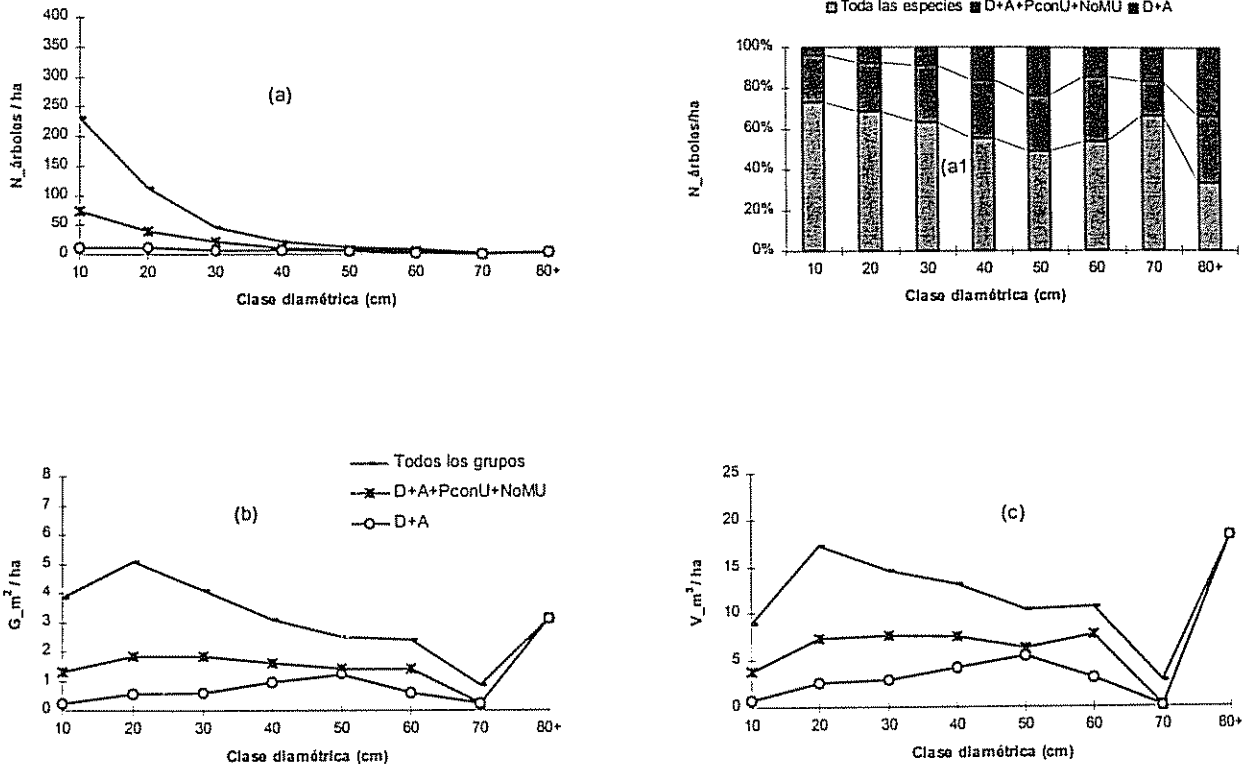 400
350
300
250
200
150
100
50
0
N_árboles / ha
(a)
10 20 30 40 50 60 70 80+
Clase diamétrica (cm)
Toda las especies D+A+PconU+NoMU D+A
100%
80%
60%
40%
20%
0%
N_árboles/ha
(a1)
10 20 30 40 50 60 70 80+
Clase diamétrica (cm)
8
7
6
5
4
3
2
1
0
G_m² / ha
(b)
Todos los grupos
D+A+PconU+NoMU
D+A
10 20 30 40 50 60 70 80+
Clase diamétrica (cm)
25
20
15
10
5
0
V_m³ / ha
(c)
10 20 30 40 50 60 70 80+
Clase diamétrica (cm)